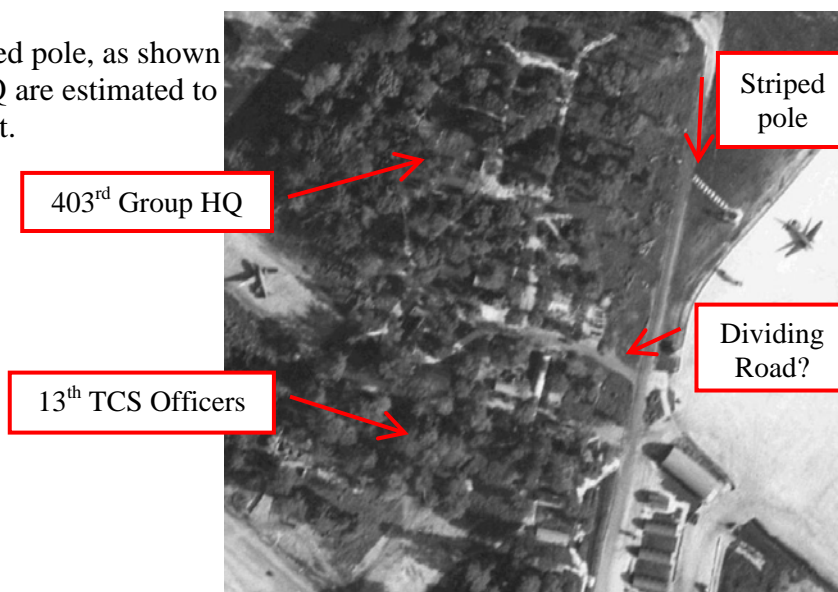 ed pole, as shown
Q are estimated to
t.
Striped
pole
403rd Group HQ
Dividing
Road?
13th TCS Officers